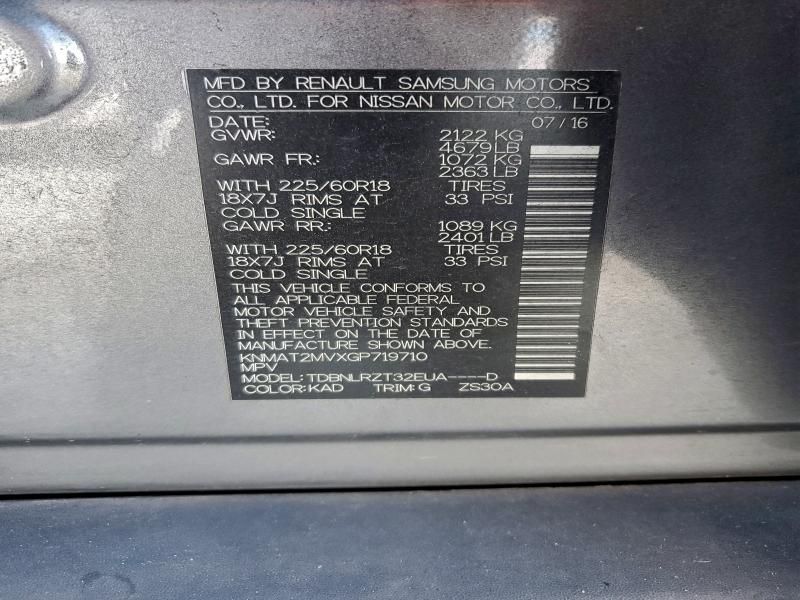 MFD BY RENAULT SAMSUNG MOTORS
CO., LTD. FOR NISSAN MOTOR CO., LTD.
DATE: 07/16
GVWR: 2122 KG
4679 LB
GAWR FR.: 1072 KG
2363 LB
WITH 225/60R18 TIRES
18X7J RIMS AT 33 PSI
COLD SINGLE
GAWR RR.: 1089 KG
2401 LB
WITH 225/60R18 TIRES
18X7J RIMS AT 33 PSI
COLD SINGLE
THIS VEHICLE CONFORMS TO
ALL APPLICABLE FEDERAL
MOTOR VEHICLE SAFETY AND
THEFT PREVENTION STANDARDS
IN EFFECT ON THE DATE OF
MANUFACTURE SHOWN ABOVE.
KNMAT2MVXGP719710
MPV
MODEL: TDBNLRZT32EUA----D
COLOR: KAD TRIM: G ZS30A